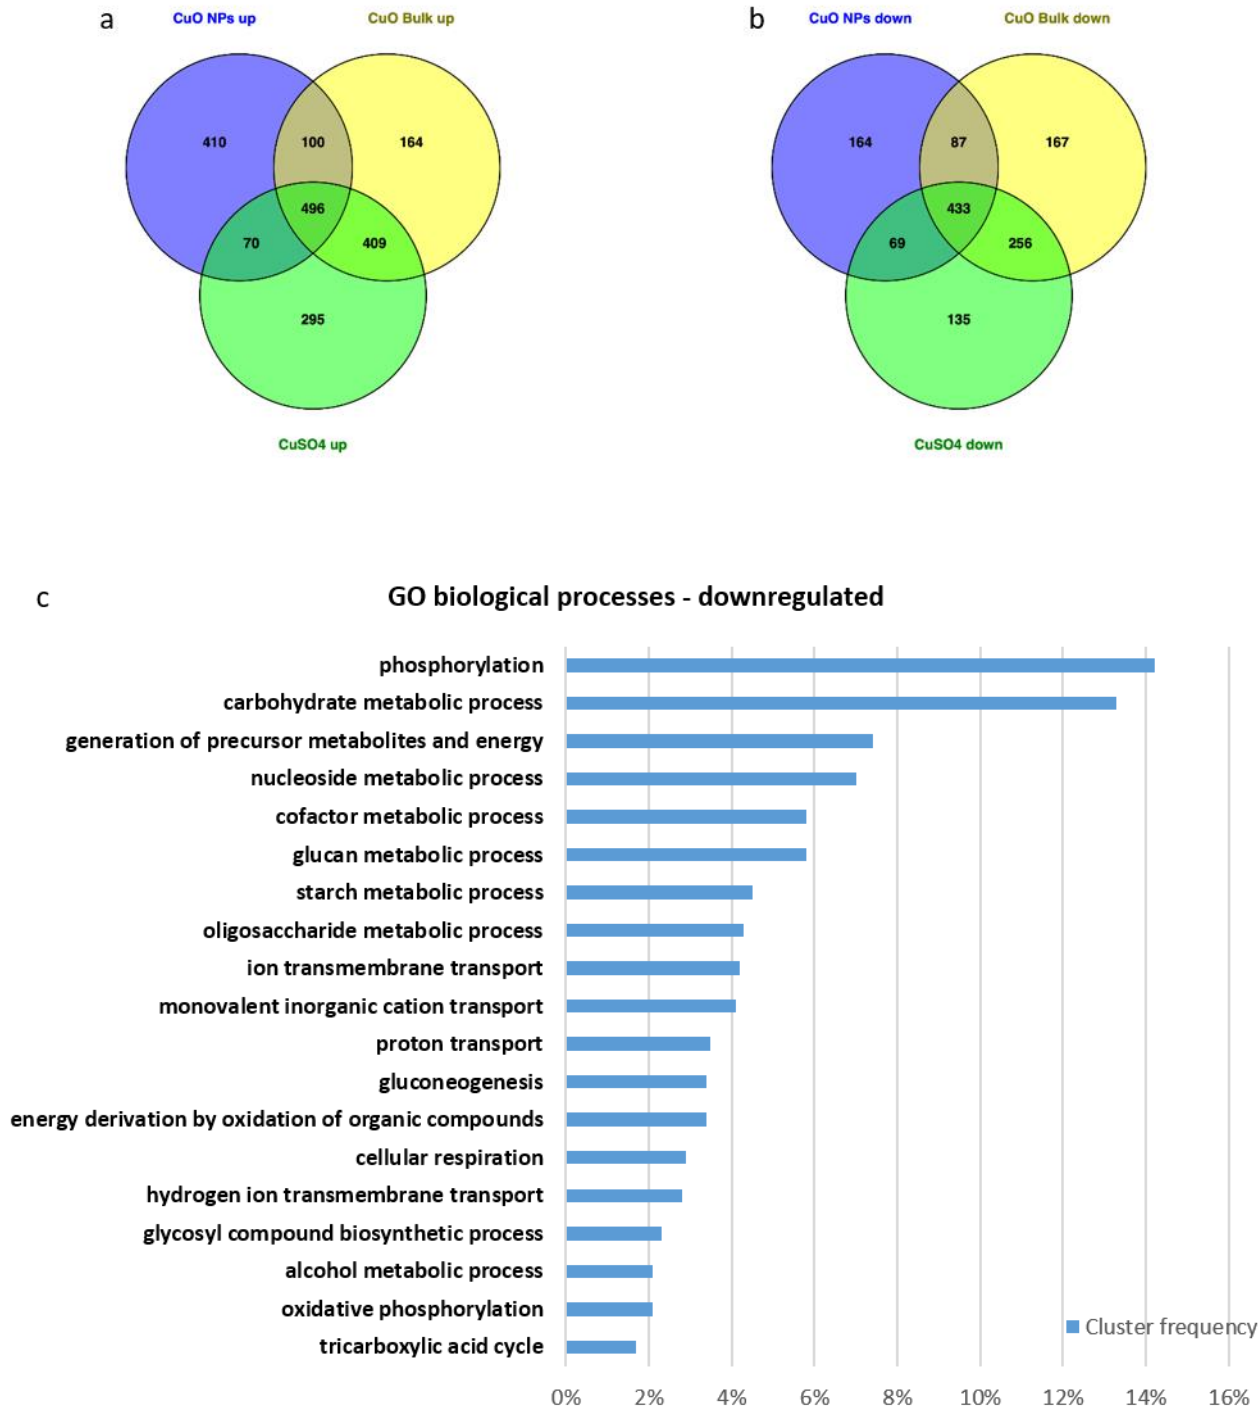 a
CuO NPs up
CuO Bulk up
410
100
164
496
70
409
295
CuSO4 up
b
CuO NPs down
CuO Bulk down
164
87
167
433
69
256
135
CuSO4 down
c
GO biological processes - downregulated
phosphorylation
carbohydrate metabolic process
generation of precursor metabolites and energy
nucleoside metabolic process
cofactor metabolic process
glucan metabolic process
starch metabolic process
oligosaccharide metabolic process
ion transmembrane transport
monovalent inorganic cation transport
proton transport
gluconeogenesis
energy derivation by oxidation of organic compounds
cellular respiration
hydrogen ion transmembrane transport
glycosyl compound biosynthetic process
alcohol metabolic process
oxidative phosphorylation
tricarboxylic acid cycle
Cluster frequency
0% 2% 4% 6% 8% 10% 12% 14% 16%